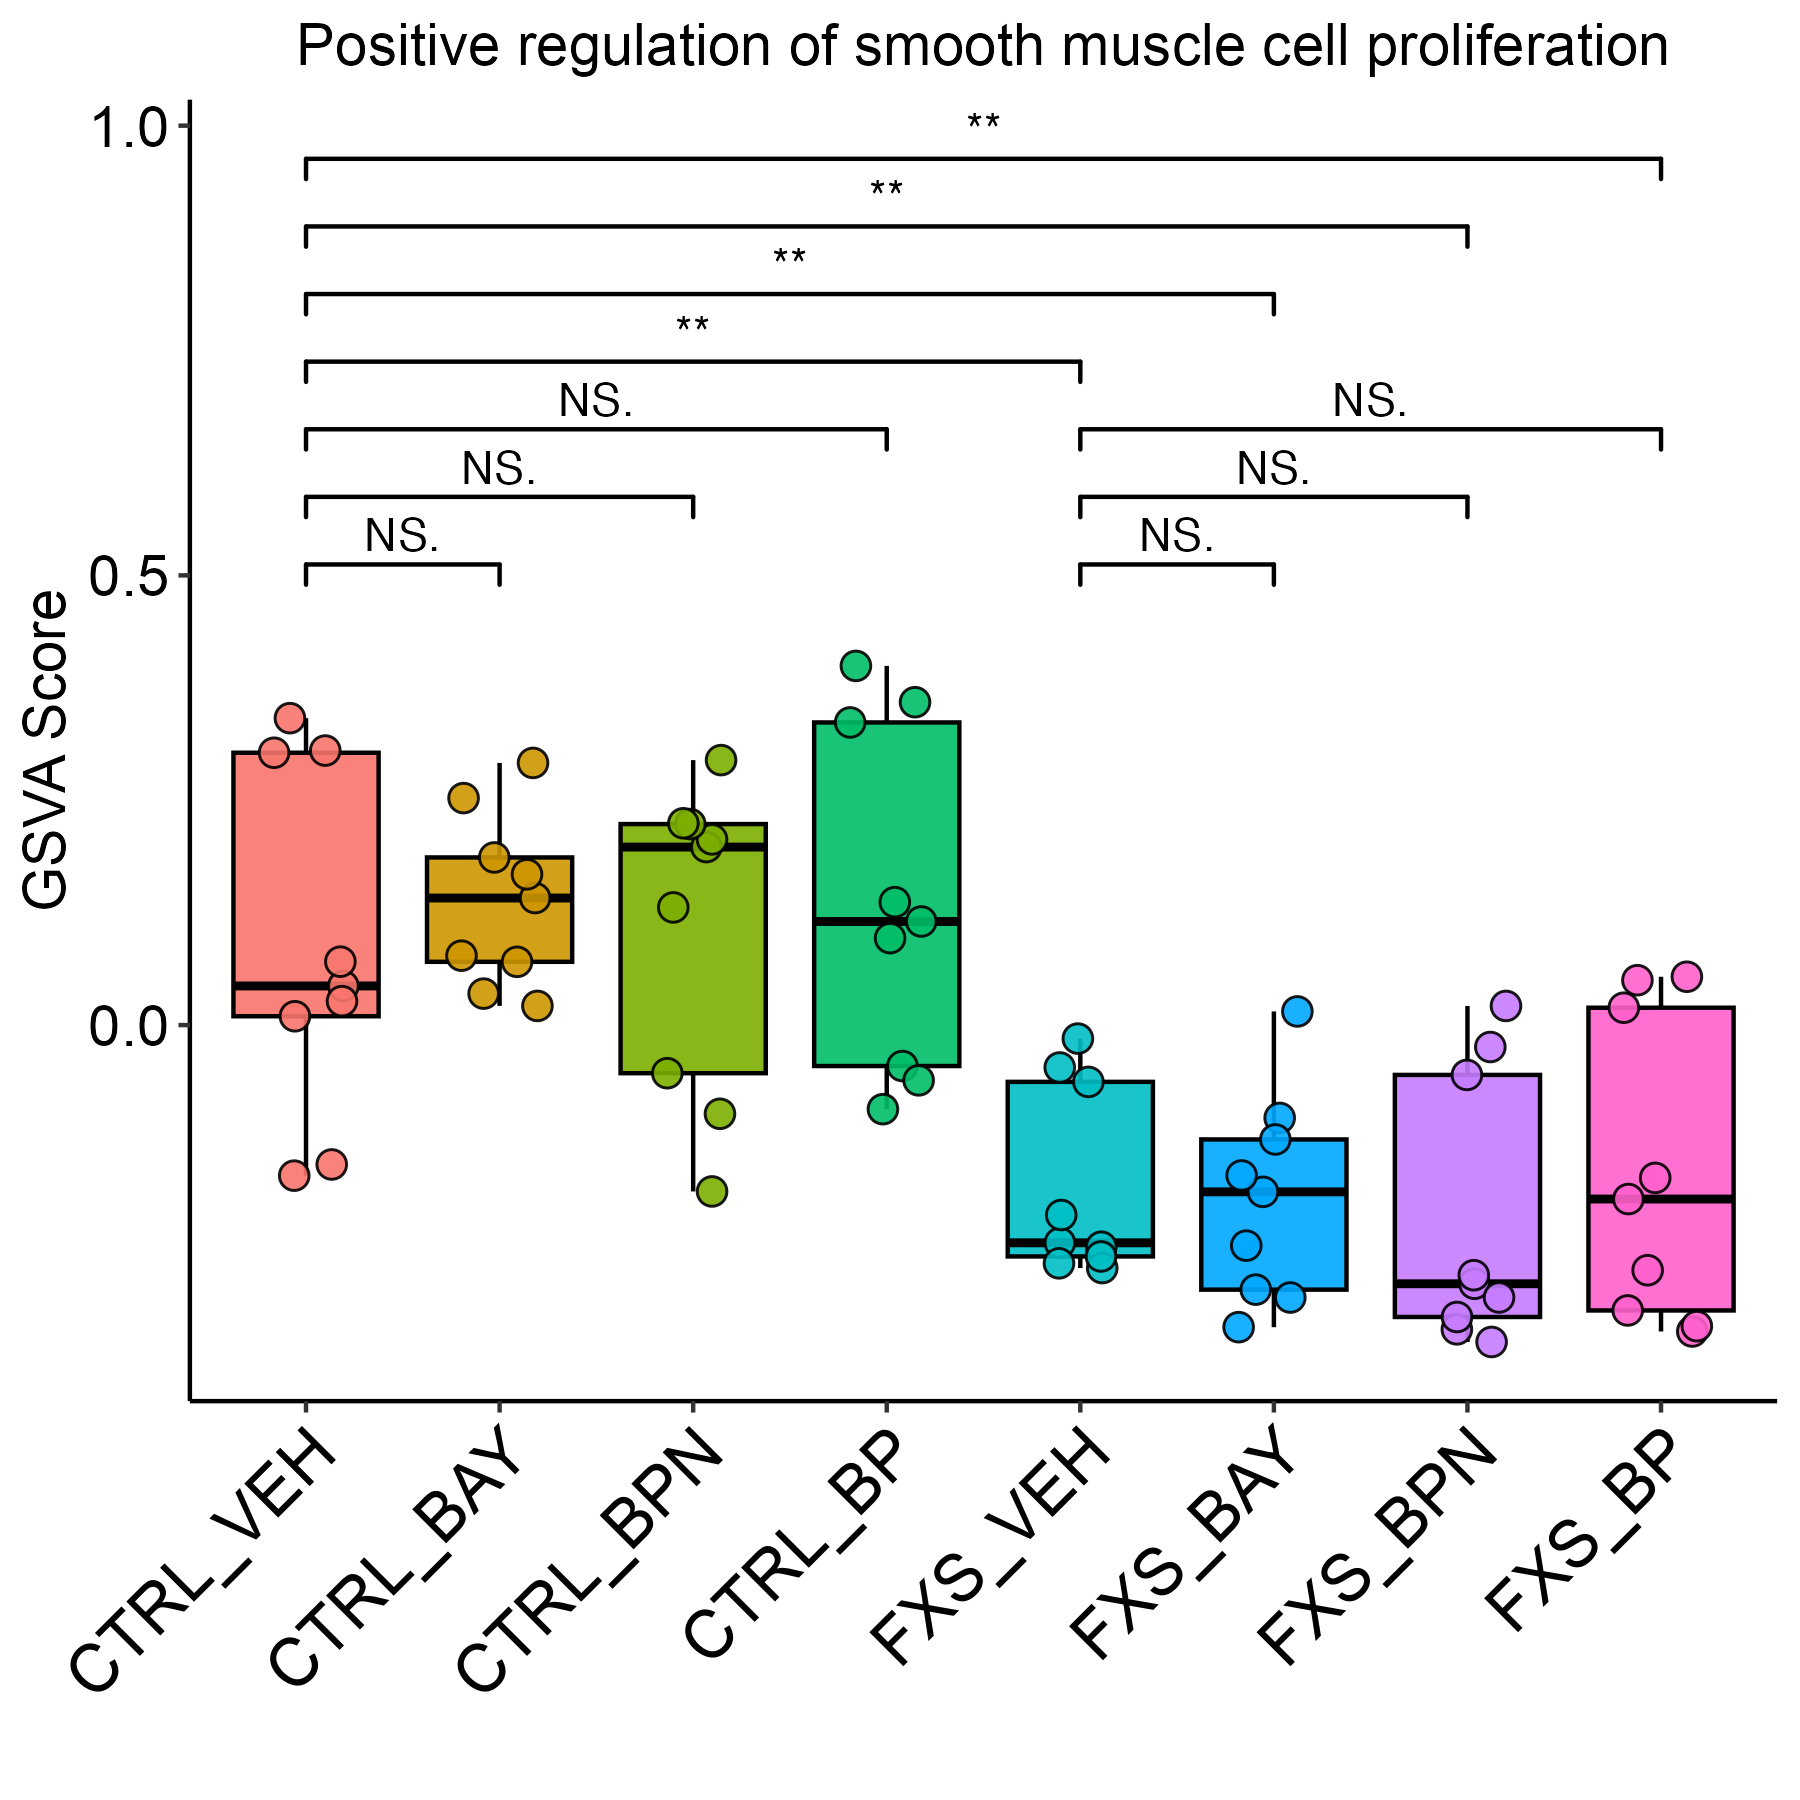 Positive regulation of smooth muscle cell proliferation
GSVA Score
1.0
0.5
0.0
**
**
**
**
NS.
NS.
NS.
NS.
NS.
NS.
CTRL_VEH
CTRL_BAY
CTRL_BPN
CTRL_BP
FXS_VEH
FXS_BAY
FXS_BPN
FXS_BP